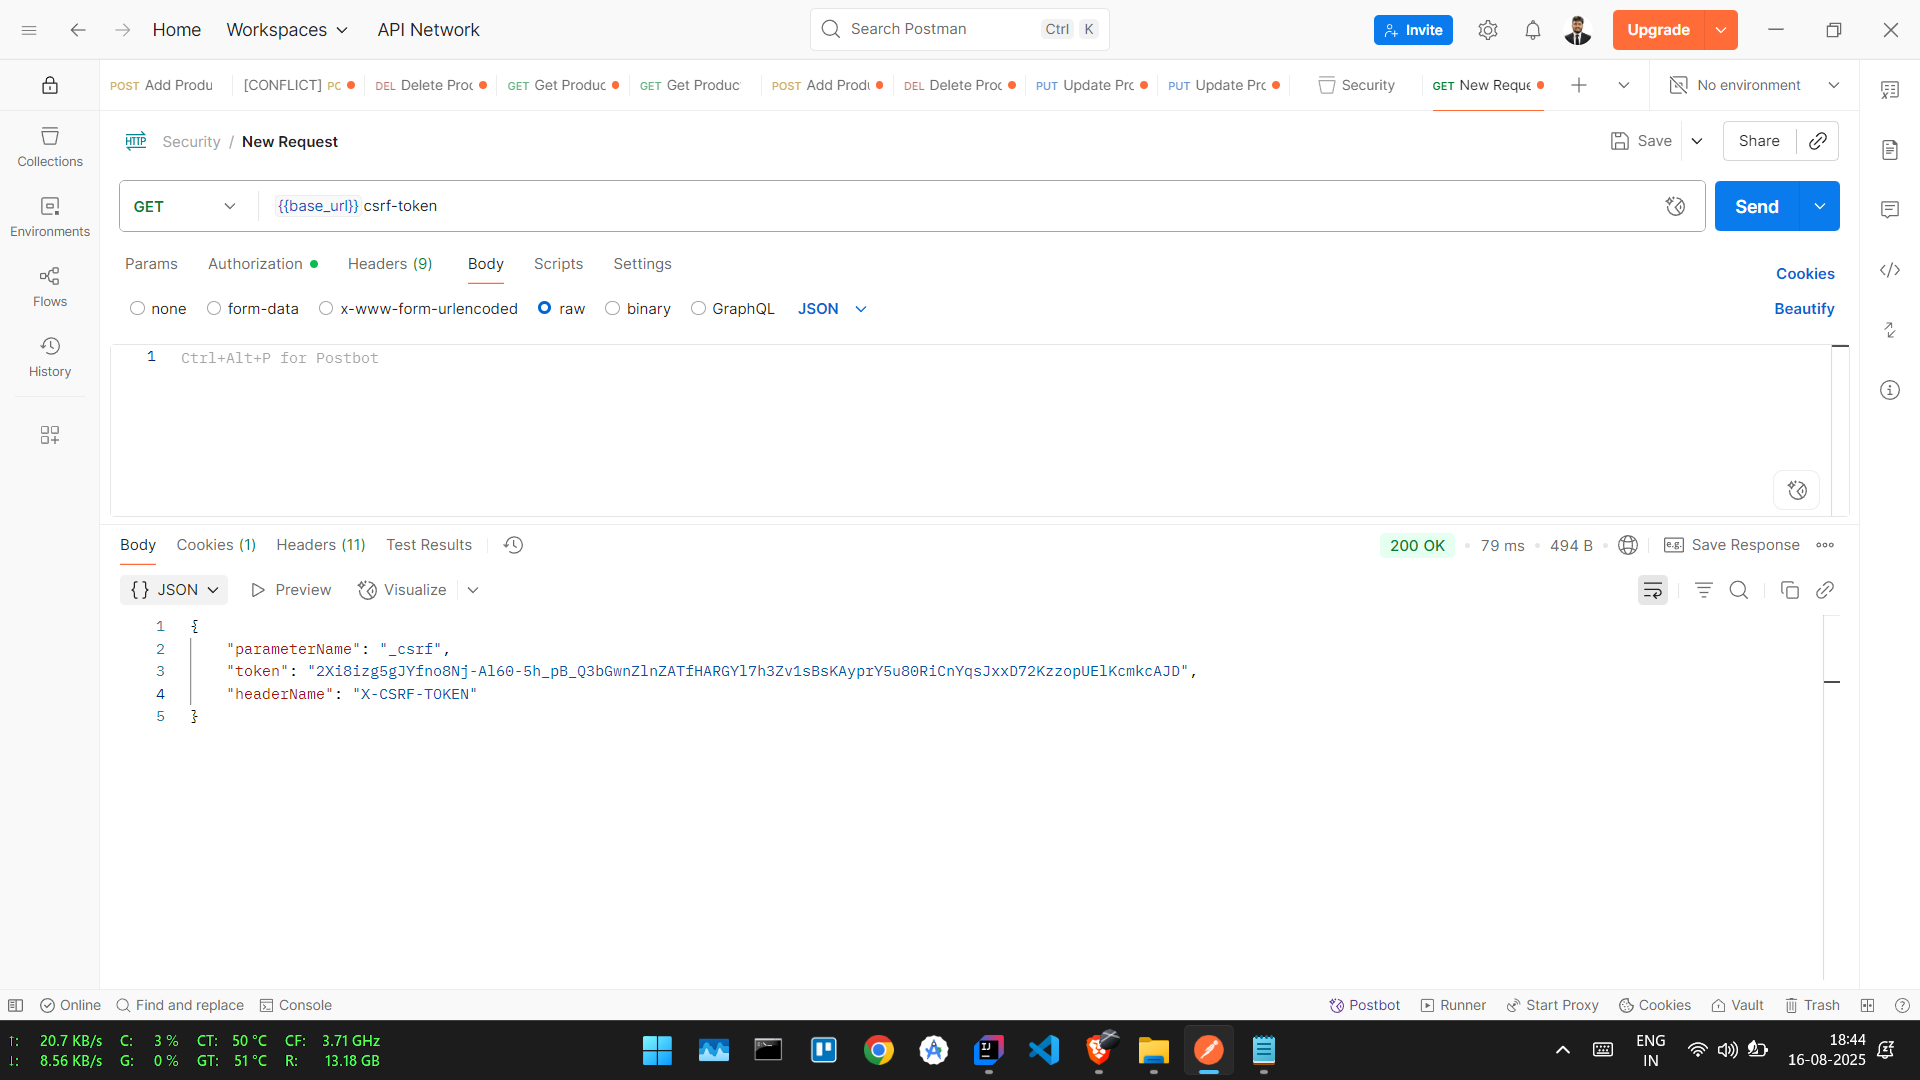 Home
Workspaces
API Network
Search Postman
Ctrl K
Invite
Upgrade
POST Add Produ
[CONFLICT] PC
DEL Delete Proc
GET Get Produc
GET Get Product
POST Add Produ
DEL Delete Proc
PUT Update Prc
PUT Update Prc
Security
GET New Reque
No environment
Collections
Environments
Flows
History
HTTP
Security / New Request
Save
Share
GET
{{base_url}} csrf-token
Send
Params
Authorization
Headers (9)
Body
Scripts
Settings
Cookies
none
form-data
x-www-form-urlencoded
raw
binary
GraphQL
JSON
Beautify
1
Ctrl+Alt+P for Postbot
Body
Cookies (1)
Headers (11)
Test Results
200 OK
79 ms
494 B
e.g.
Save Response
{} JSON
Preview
Visualize
1 {
2 "parameterName": "_csrf",
3 "token": "2Xi8izg5gJYfno8Nj-Al60-5h_pB_Q3bGwnZlnZATfHARGYl7h3Zv1sBsKAyprY5u80RiCnYqsJxxD72KzzopUElKcmkcAJD",
4 "headerName": "X-CSRF-TOKEN"
5 }
Online
Find and replace
Console
Postbot
Runner
Start Proxy
Cookies
Vault
Trash
↑: 20.7 KB/s C: 3 % CT: 50 °C CF: 3.71 GHz
↓: 8.56 KB/s G: 0 % GT: 51 °C R: 13.18 GB
IJ
ENG
IN
18:44
16-08-2025